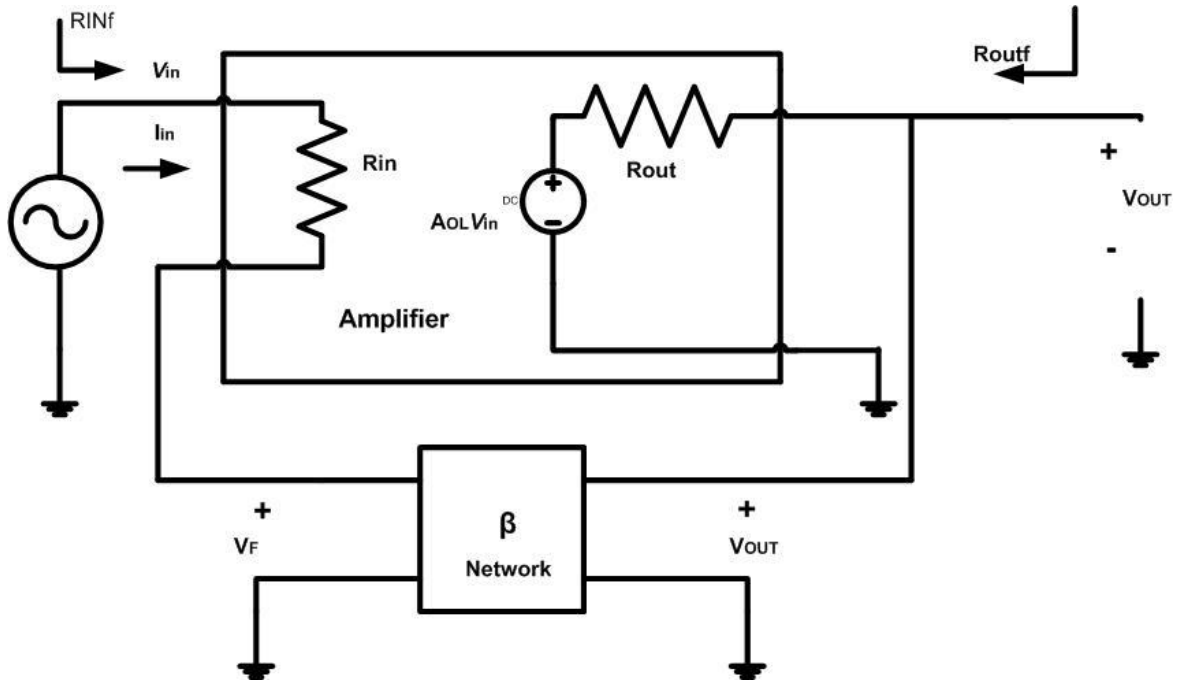 RINf
Vin
Iin
Rin
Rout
DC
AOLVin
Amplifier
Routf
+
VOUT
-
+
VF
β
Network
+
VOUT